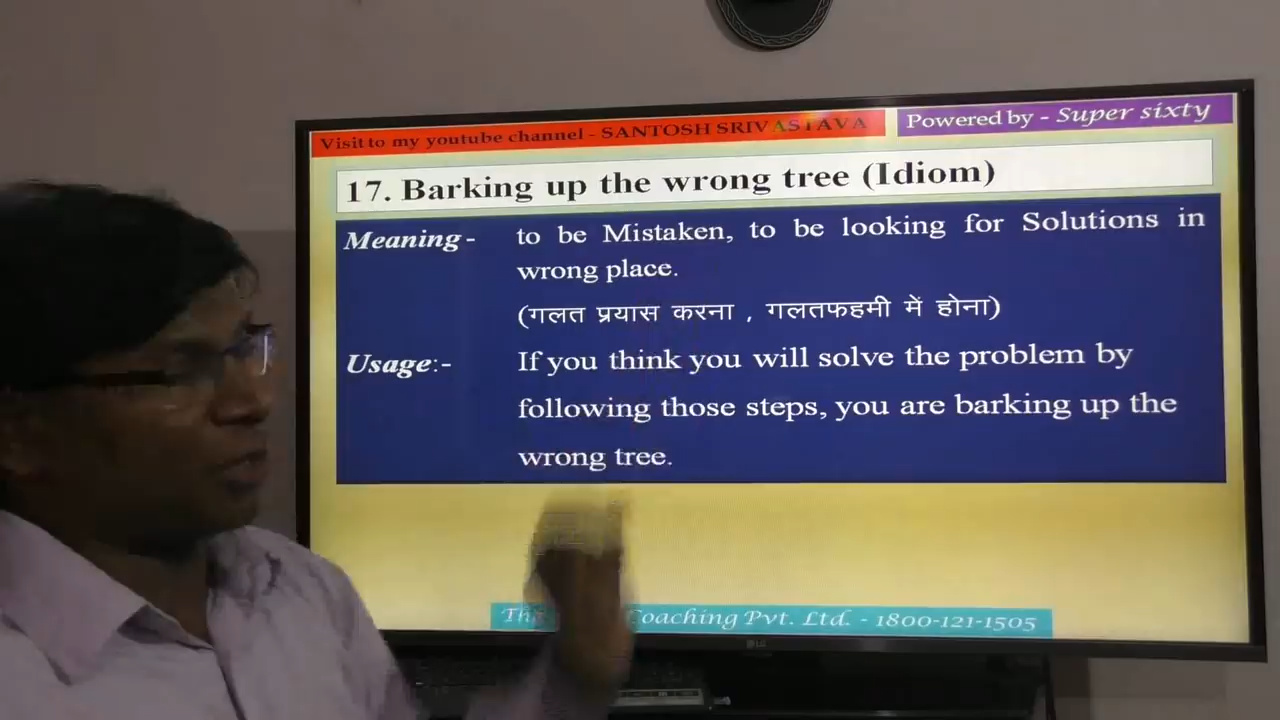 Visit to my youtube channel - SANTOSH SRIVASTAVA
Powered by - Super sixty
17. Barking up the wrong tree (Idiom)
Meaning- to be Mistaken, to be looking for Solutions in
wrong place.
(गलत प्रयास करना , गलतफहमी में होना)
Usage:- If you think you will solve the problem by
following those steps, you are barking up the
wrong tree.
Coaching Pvt. Ltd. - 1800-121-1505
LG